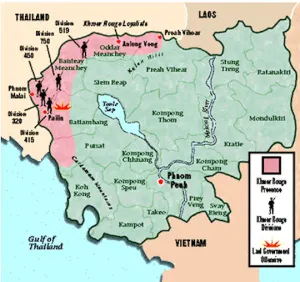 THAILAND
LAOS
Division
519
Khmer Rouge Loyalists
Division
750
Anlong Veng
Preah Vihear
Division
450
Oddar
Meanchey
Banteay
Meanchey
Kulen Hills
Preah Vihear
Stung
Treng
Ratanakiri
Siem Reap
Phnom
Malai
Pailin
Tonle
Sap
Kompong
Thom
Mekong River
Mondulkiri
Division
320
Battambang
Kratie
Division
415
Pursat
Kompong
Chhnang
Kompong
Cham
Cardamom Mountains
Koh
Kong
Kompong
Speu
Phnom
Penh
Prey
Veng
Svay
Rieng
Takeo
Kampot
Gulf of
Thailand
VIETNAM
Khmer Rouge
Presence
Khmer Rouge
Divisions
Last Government
Offensive